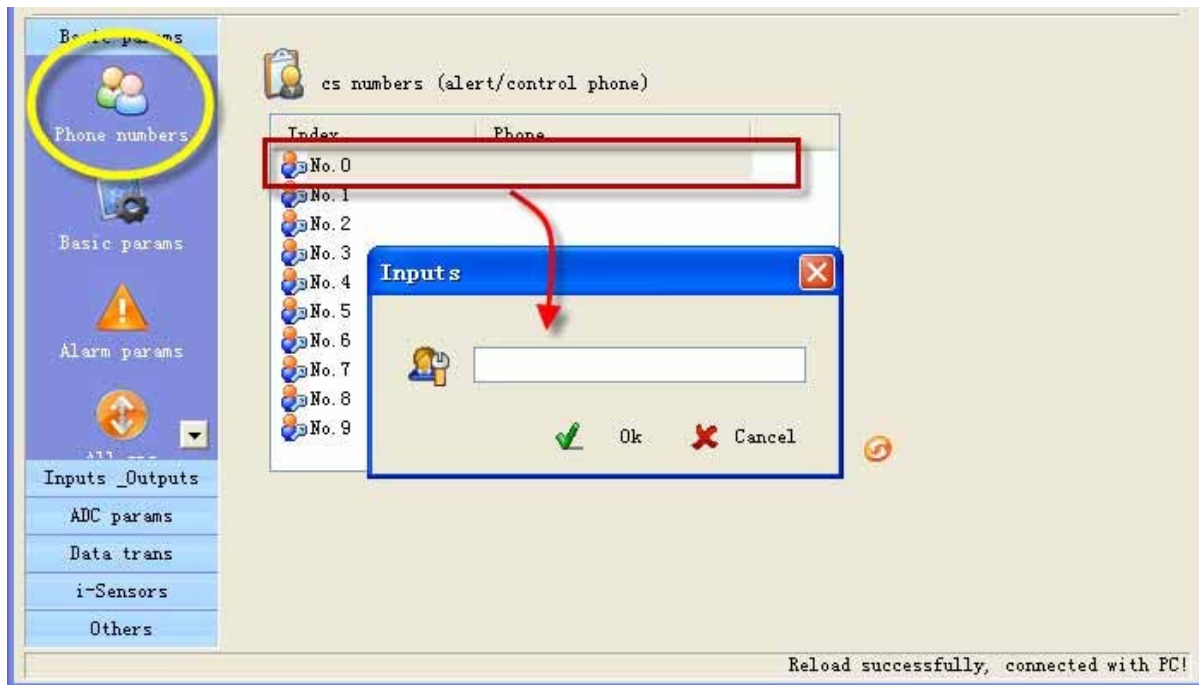 Basic params
Phone numbers
Basic params
Alarm params
Inputs _Outputs
ADC params
Data trans
i-Sensors
Others
cs numbers (alert/control phone)
Index Phone
No. 0
No. 1
No. 2
No. 3
No. 4
No. 5
No. 6
No. 7
No. 8
No. 9
Inputs
Ok Cancel
Reload successfully, connected with PC!